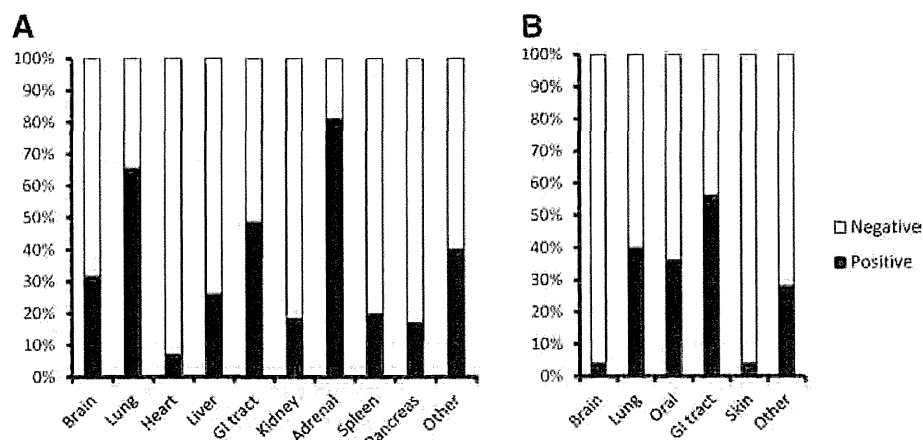 A
100%
90%
80%
70%
60%
50%
40%
30%
20%
10%
0%
Brain
Lung
Heart
Liver
GI tract
Kidney
Adrenal
Spleen
Pancreas
Other
B
100%
90%
80%
70%
60%
50%
40%
30%
20%
10%
0%
Brain
Lung
Oral
GI tract
Skin
Other
Negative
Positive